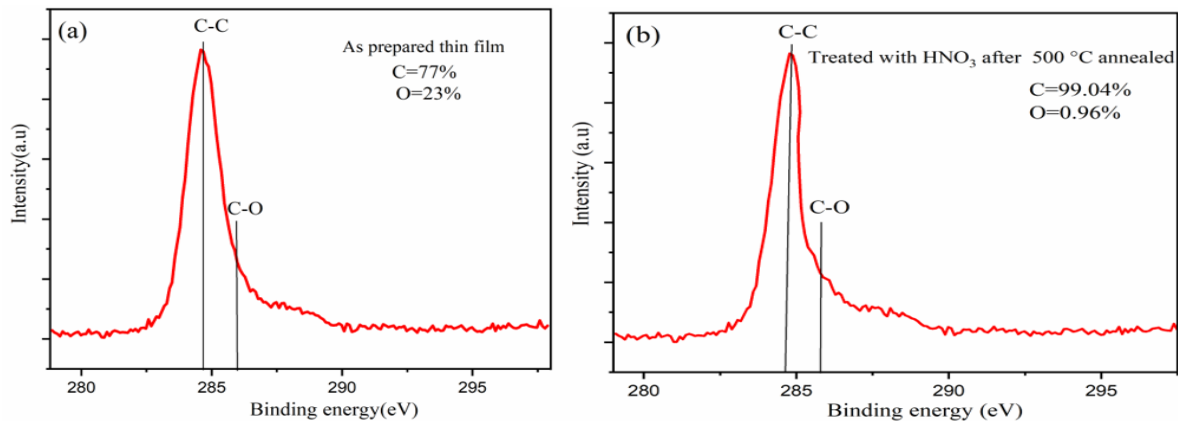 (a)
C-C
As prepared thin film
C=77%
O=23%
C-O
Intensity(a.u)
280
285
290
295
Binding energy(eV)
(b)
C-C
Treated with HNO₃ after 500 °C annealed
C=99.04%
O=0.96%
C-O
Intensity (a.u)
280
285
290
295
Binding energy (eV)